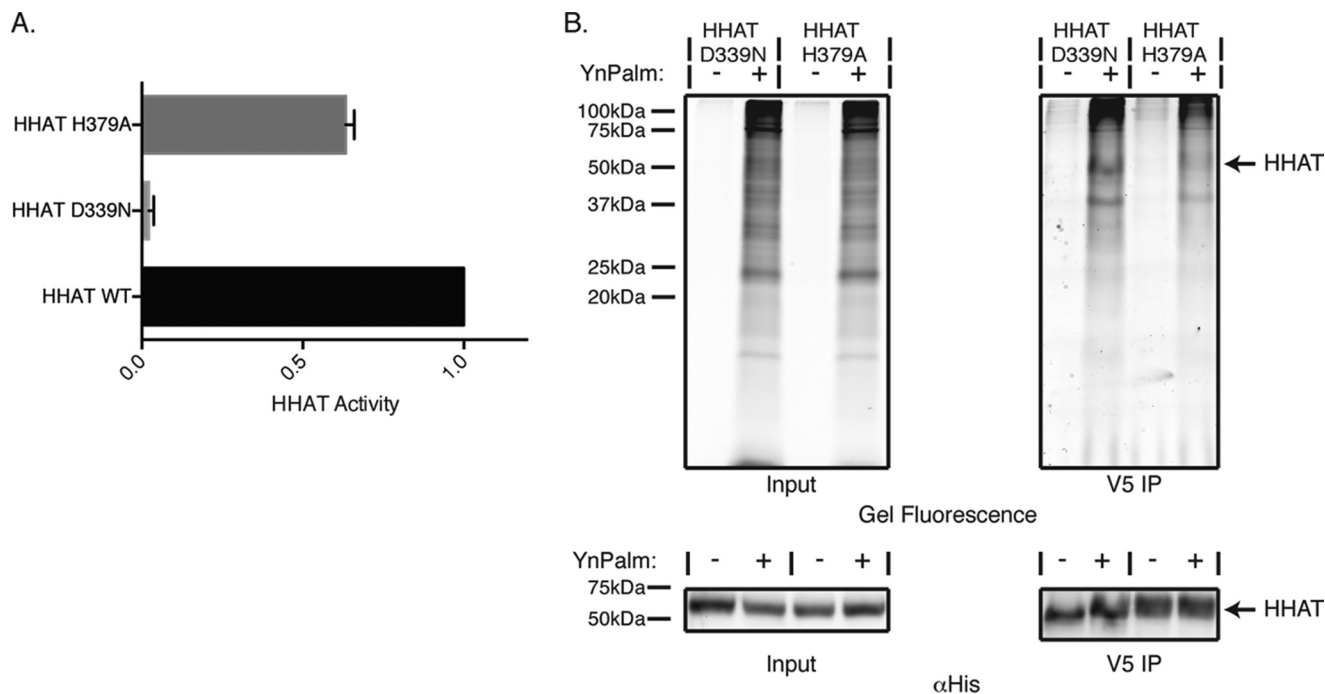 A.
HHAT H379A
HHAT D339N
HHAT WT
0.0 0.5 1.0
HHAT Activity
B.
HHAT D339N HHAT H379A HHAT D339N HHAT H379A
YnPalm: - + - + - + - +
100kDa
75kDa
50kDa
HHAT
37kDa
25kDa
20kDa
Input V5 IP
Gel Fluorescence
YnPalm: - + - + - + - +
75kDa
50kDa
HHAT
Input V5 IP
αHis